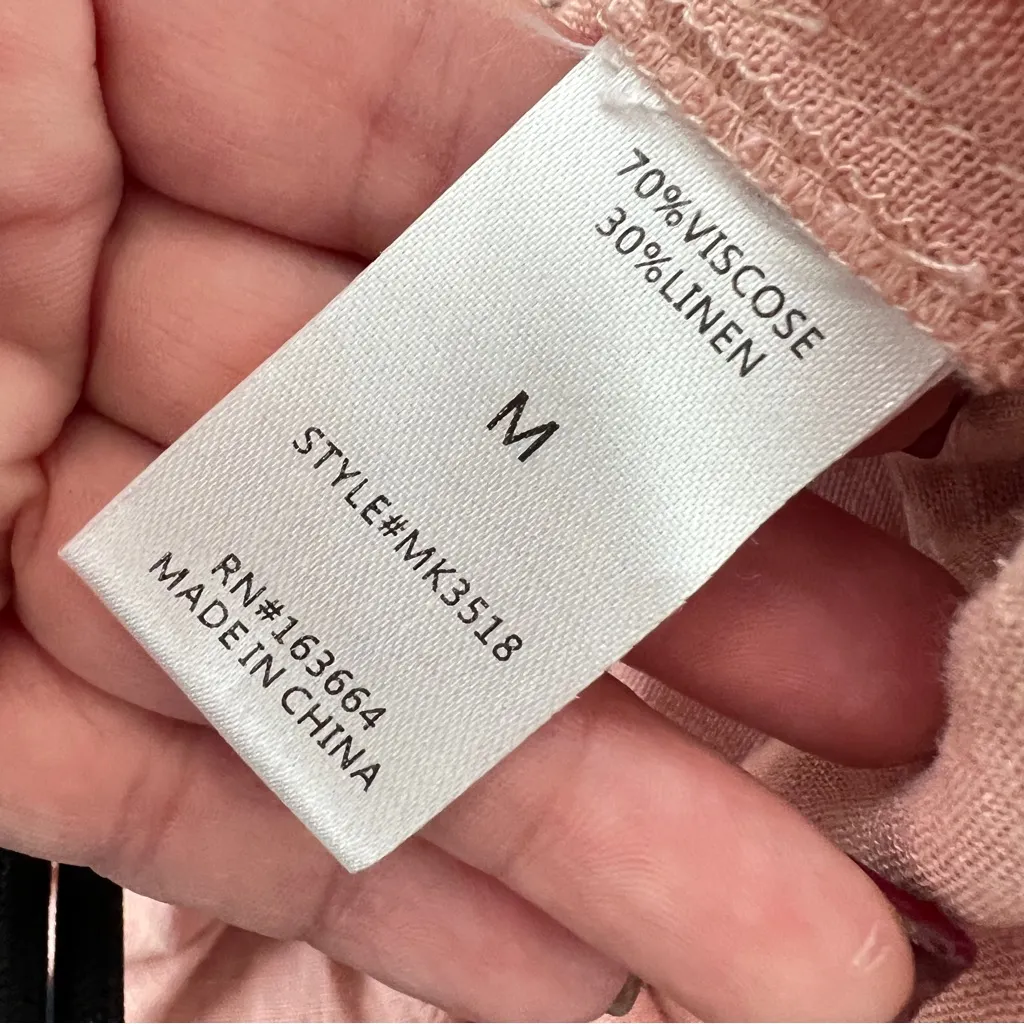 70%VISCOSE
30%LINEN
M
STYLE#MK3518
RN#163664
MADE IN CHINA